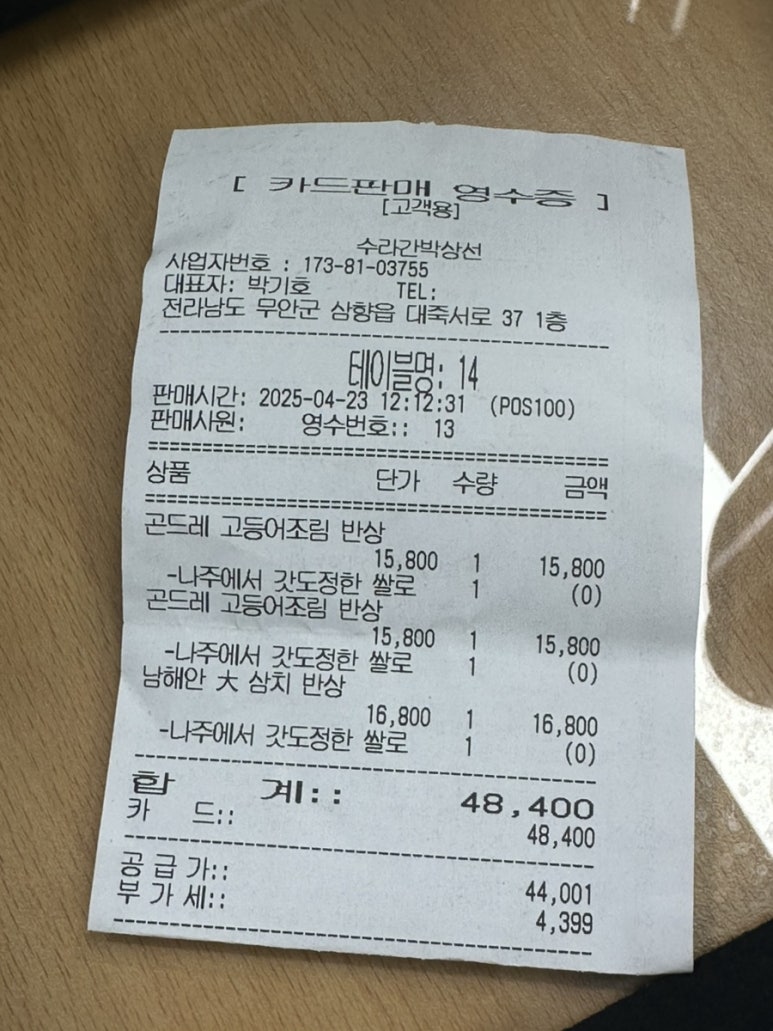 [ 카드판매 영수증 ]
[고객용]
수라간박상선
사업자번호 : 173-81-03755
대표자: 박기호 TEL:
전라남도 무안군 삼향읍 대죽서로 37 1층
테이블명: 14
판매시간: 2025-04-23 12:12:31 (POS100)
판매사원: 영수번호:: 13
상품 단가 수량 금액
곤드레 고등어조림 반상
15,800 1 15,800
-나주에서 갓도정한 쌀로 1 (0)
곤드레 고등어조림 반상
15,800 1 15,800
-나주에서 갓도정한 쌀로 1 (0)
남해안 大 삼치 반상
16,800 1 16,800
-나주에서 갓도정한 쌀로 1 (0)
합 계:: 48,400
카 드:: 48,400
공 급 가:: 44,001
부 가 세:: 4,399